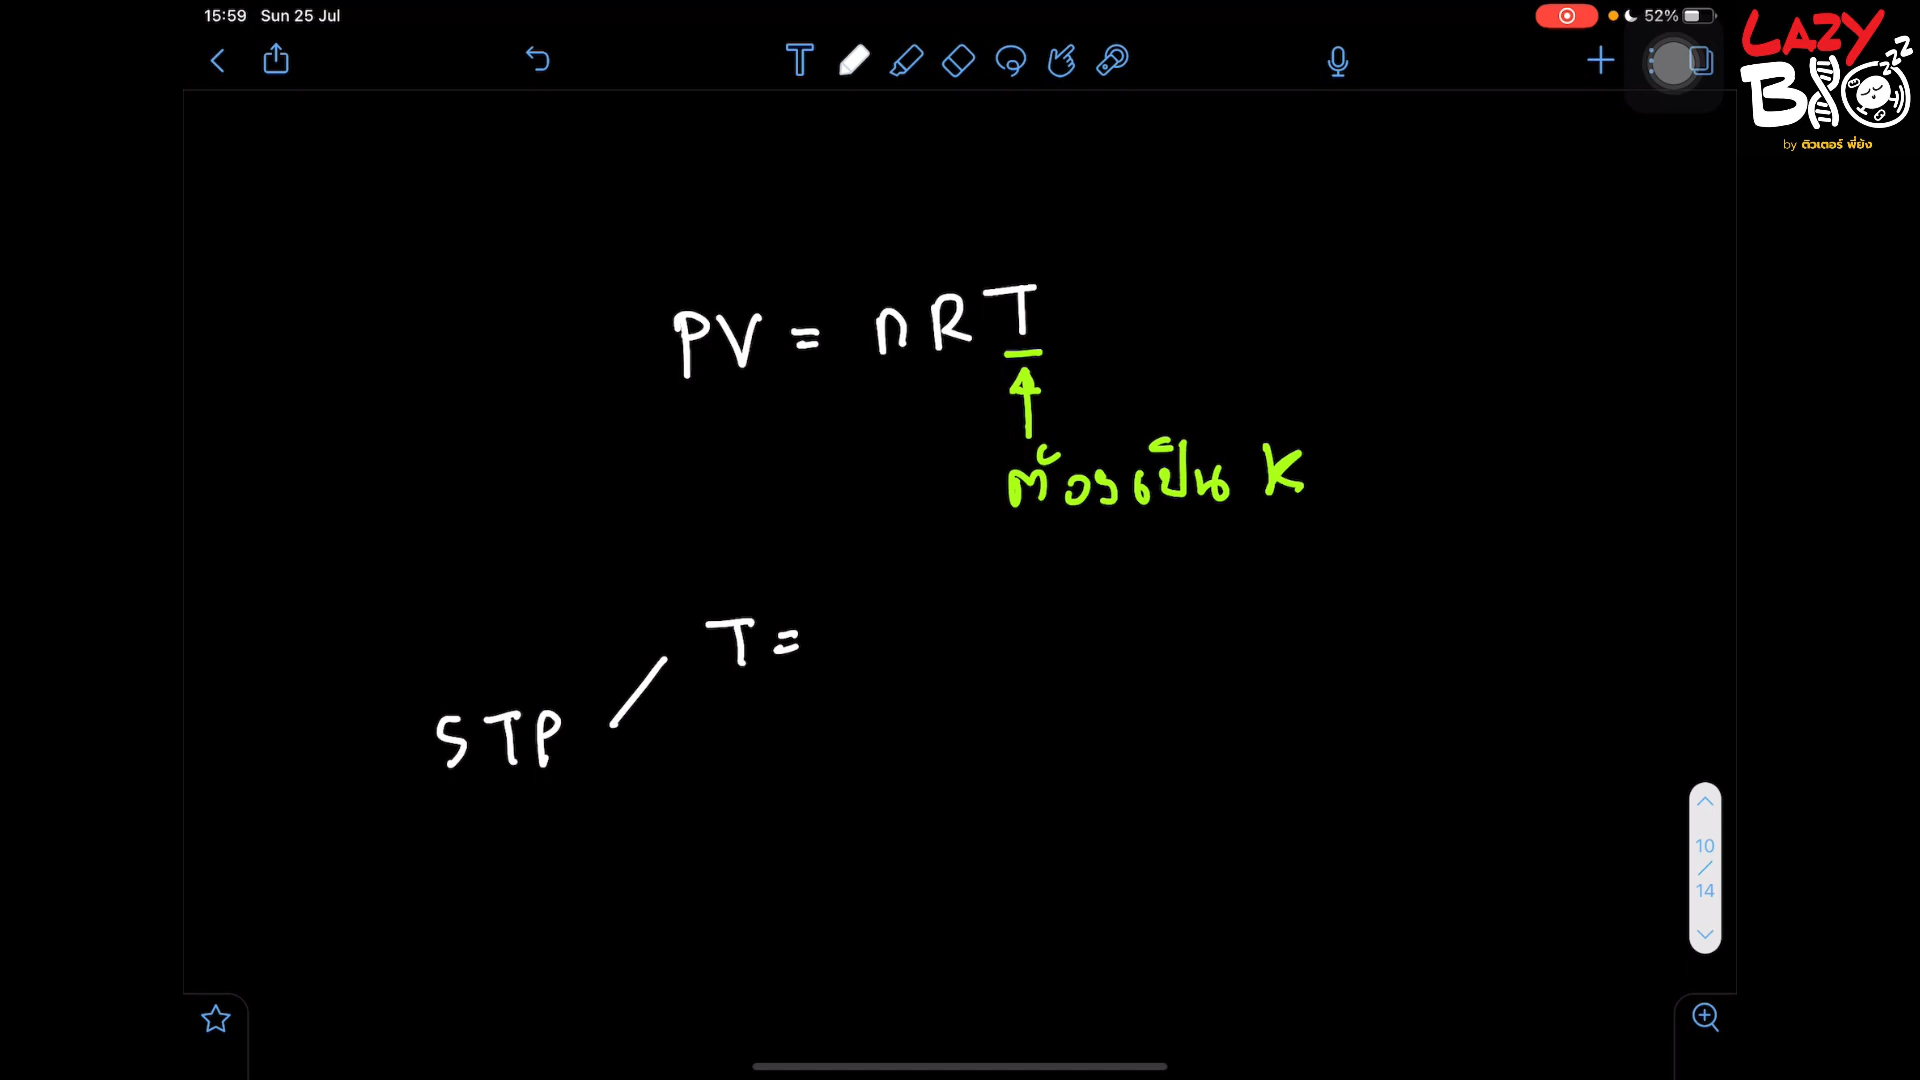 15:59 Sun 25 Jul
52%
LAZY
BIO
zzz
by ติวเตอร์ พี่ยัง
PV = nRT
ต้องเป็น K
T =
STP
10
/
14